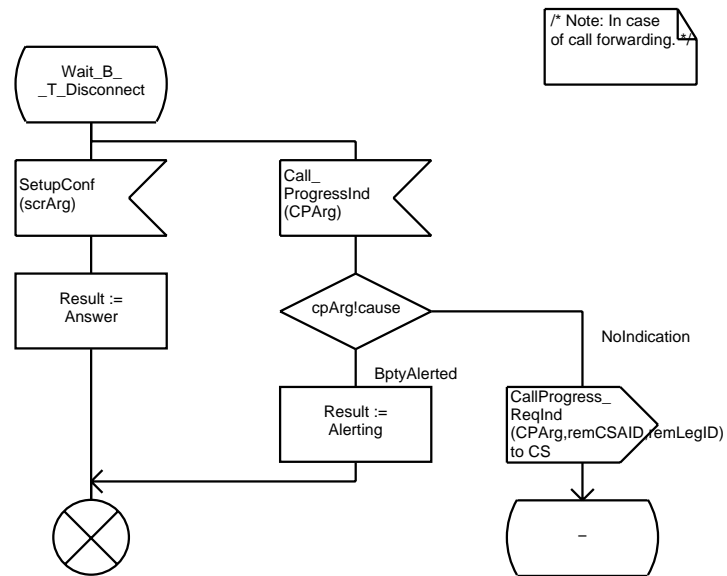 /* Note: In case
of call forwarding. */
Wait_B_
_T_Disconnect
SetupConf
(scrArg)
Call_
ProgressInd
(CPArg)
Result :=
Answer
cpArg!cause
NoIndication
BptyAlerted
Result :=
Alerting
CallProgress_
ReqInd
(CPArg,remCSAID,remLegID)
to CS
–